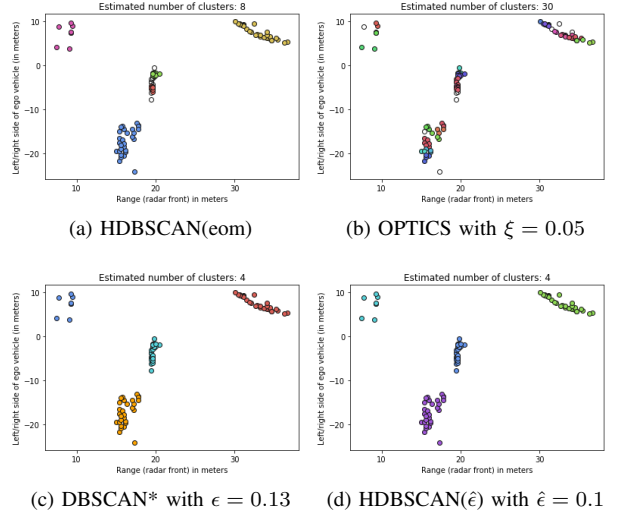 Estimated number of clusters: 8
Left/right side of ego vehicle (in meters)
10
0
−10
−20
10 20 30
Range (radar front) in meters
(a) HDBSCAN(eom)
Estimated number of clusters: 30
Left/right side of ego vehicle (in meters)
10
0
−10
−20
10 20 30
Range (radar front) in meters
(b) OPTICS with ξ = 0.05
Estimated number of clusters: 4
Left/right side of ego vehicle (in meters)
10
0
−10
−20
10 20 30
Range (radar front) in meters
(c) DBSCAN* with ϵ = 0.13
Estimated number of clusters: 4
Left/right side of ego vehicle (in meters)
10
0
−10
−20
10 20 30
Range (radar front) in meters
(d) HDBSCAN(ϵ̂) with ϵ̂ = 0.1